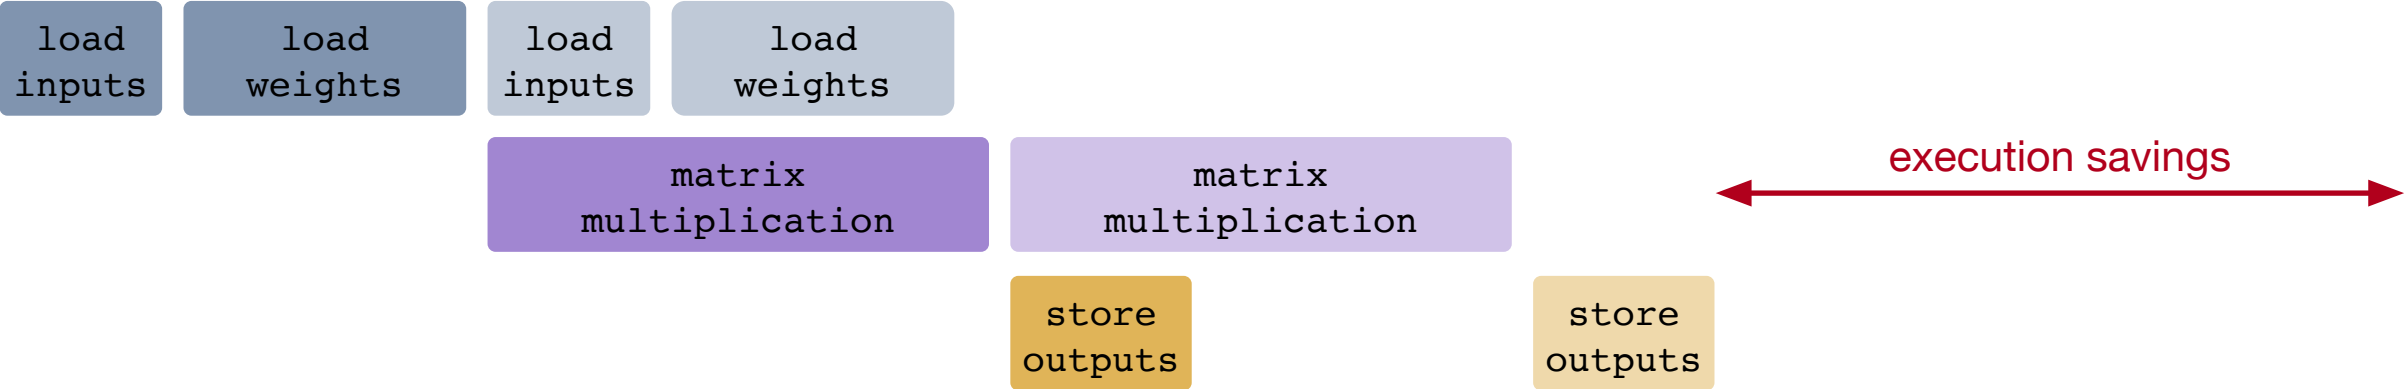 load
inputs
load
weights
load
inputs
load
weights
matrix
multiplication
matrix
multiplication
execution savings
store
outputs
store
outputs